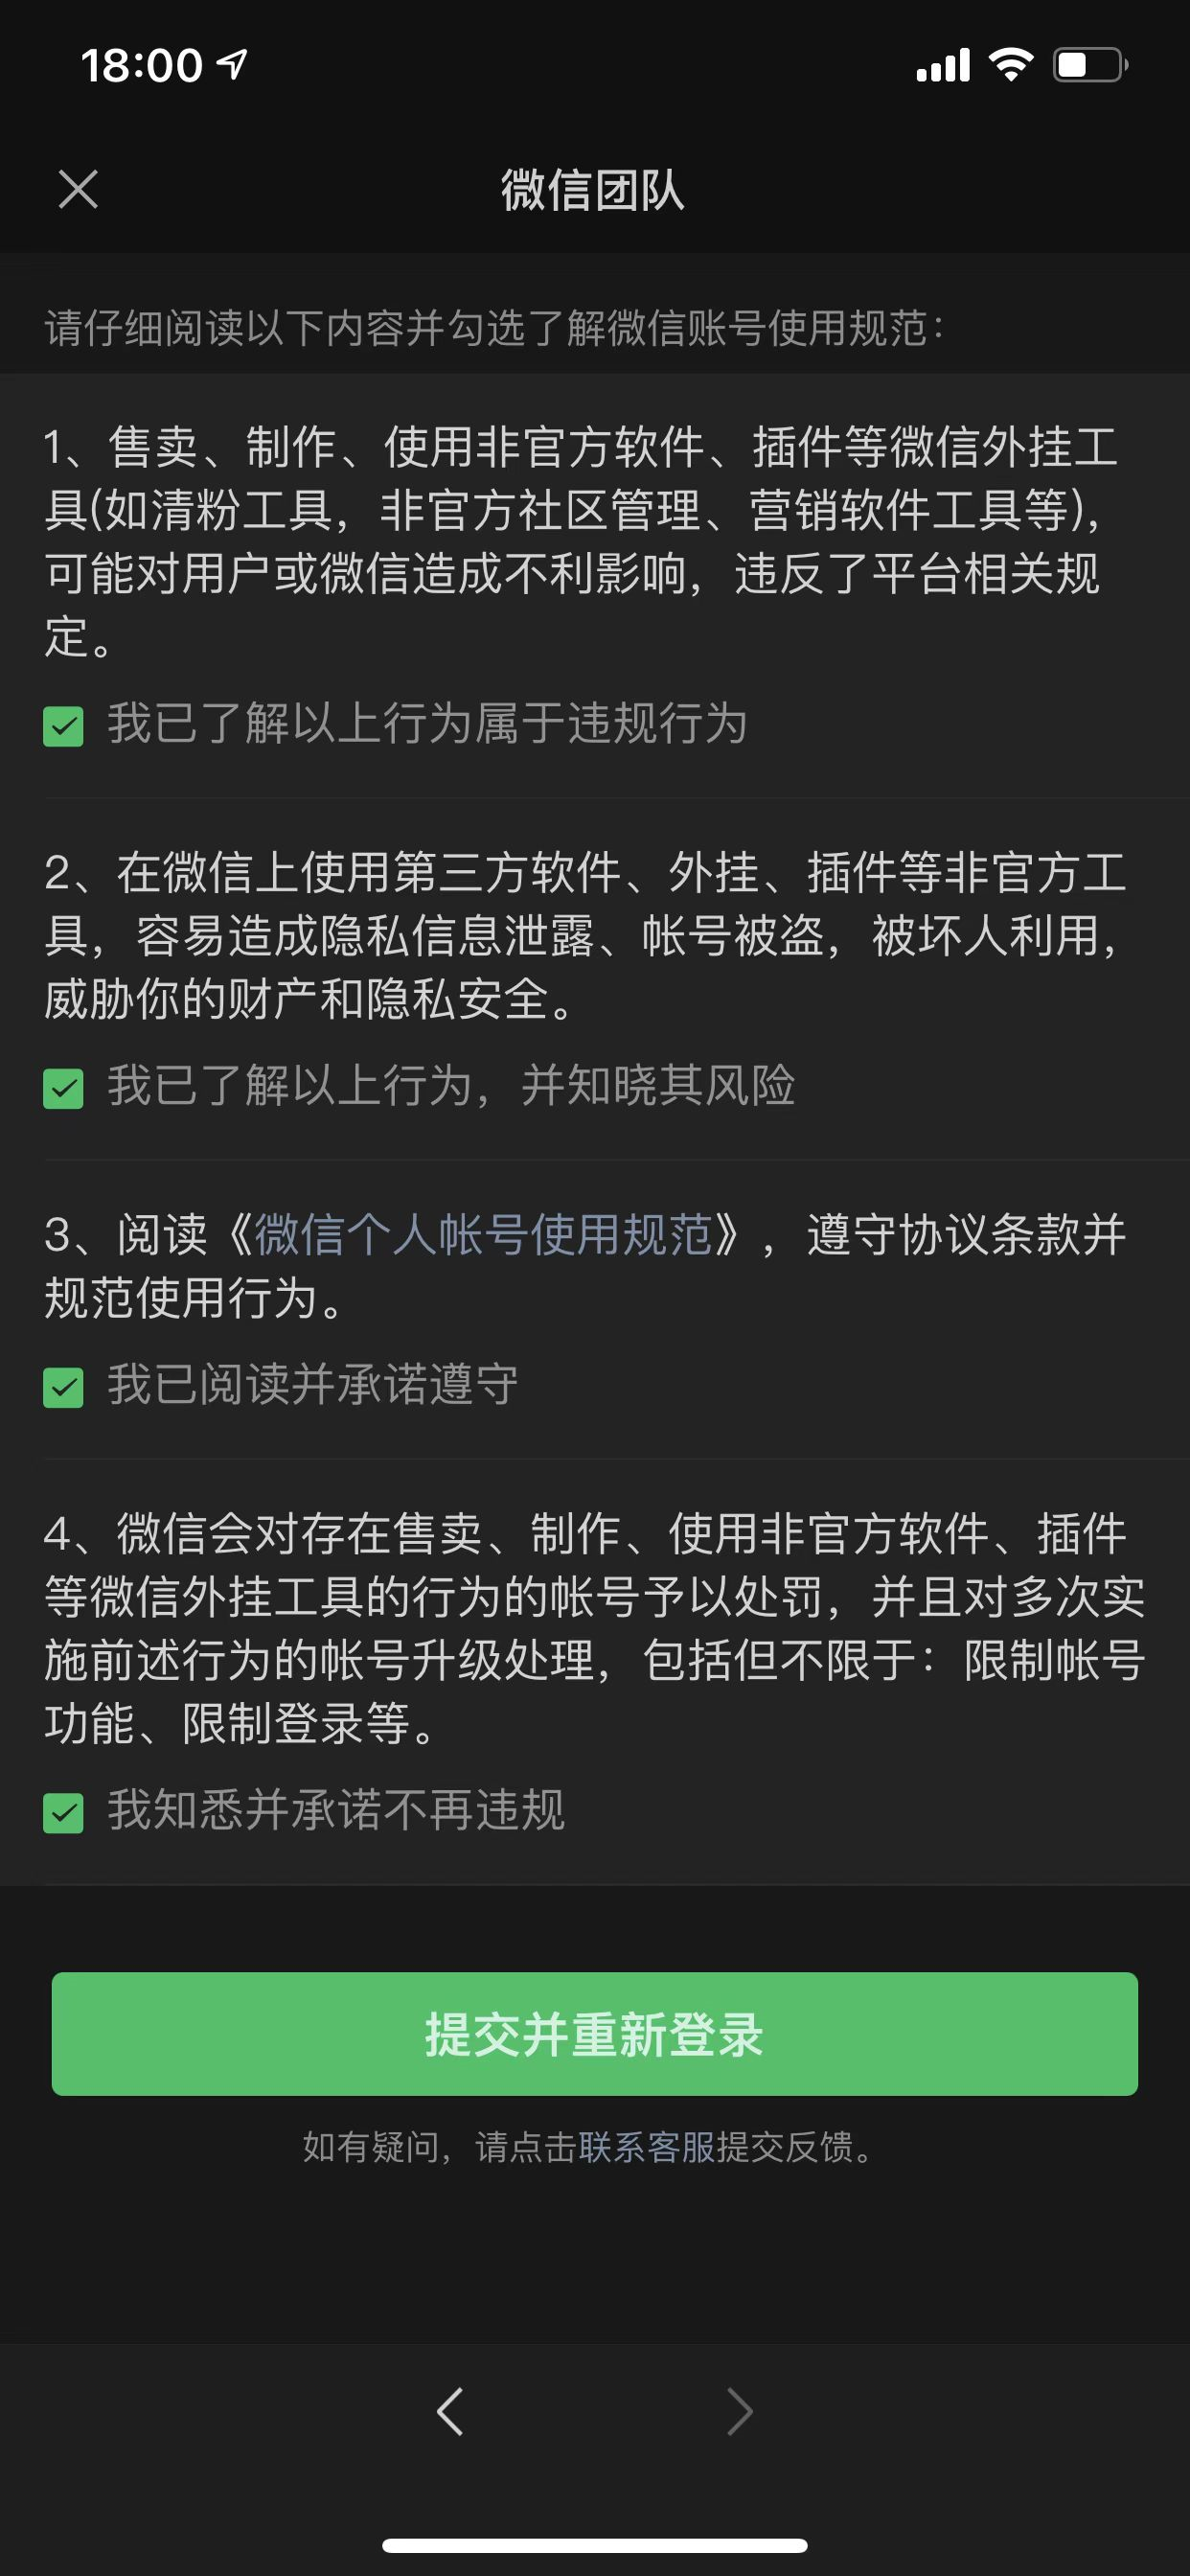 18:00
微信团队
请仔细阅读以下内容并勾选了解微信账号使用规范：
1、售卖、制作、使用非官方软件、插件等微信外挂工
具(如清粉工具，非官方社区管理、营销软件工具等)，
可能对用户或微信造成不利影响，违反了平台相关规
定。
我已了解以上行为属于违规行为
2、在微信上使用第三方软件、外挂、插件等非官方工
具，容易造成隐私信息泄露、帐号被盗，被坏人利用，
威胁你的财产和隐私安全。
我已了解以上行为，并知晓其风险
3、阅读《微信个人帐号使用规范》，遵守协议条款并
规范使用行为。
我已阅读并承诺遵守
4、微信会对存在售卖、制作、使用非官方软件、插件
等微信外挂工具的行为的帐号予以处罚，并且对多次实
施前述行为的帐号升级处理，包括但不限于：限制帐号
功能、限制登录等。
我知悉并承诺不再违规
提交并重新登录
如有疑问，请点击联系客服提交反馈。